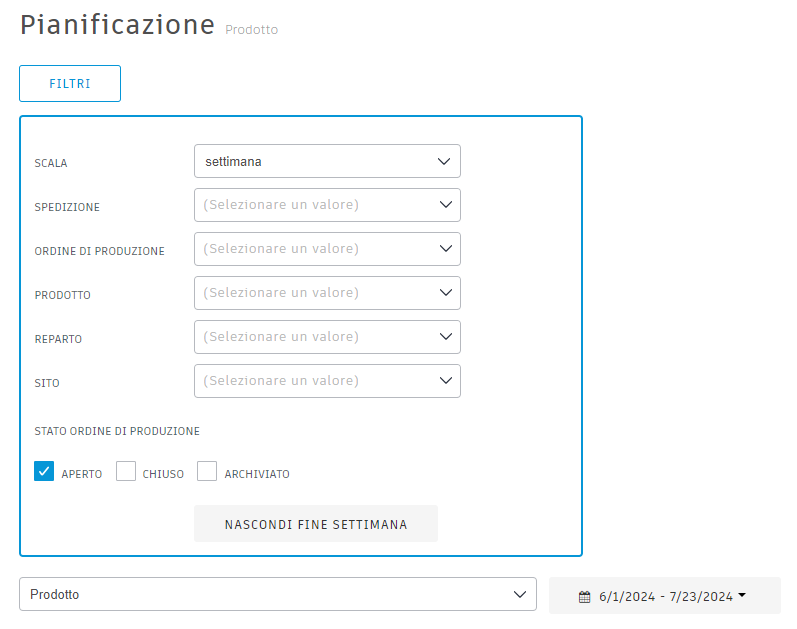 Pianificazione Prodotto
FILTRI
SCALA settimana
SPEDIZIONE (Selezionare un valore)
ORDINE DI PRODUZIONE (Selezionare un valore)
PRODOTTO (Selezionare un valore)
REPARTO (Selezionare un valore)
SITO (Selezionare un valore)
STATO ORDINE DI PRODUZIONE
APERTO CHIUSO ARCHIVIATO
NASCONDI FINE SETTIMANA
Prodotto 6/1/2024 - 7/23/2024